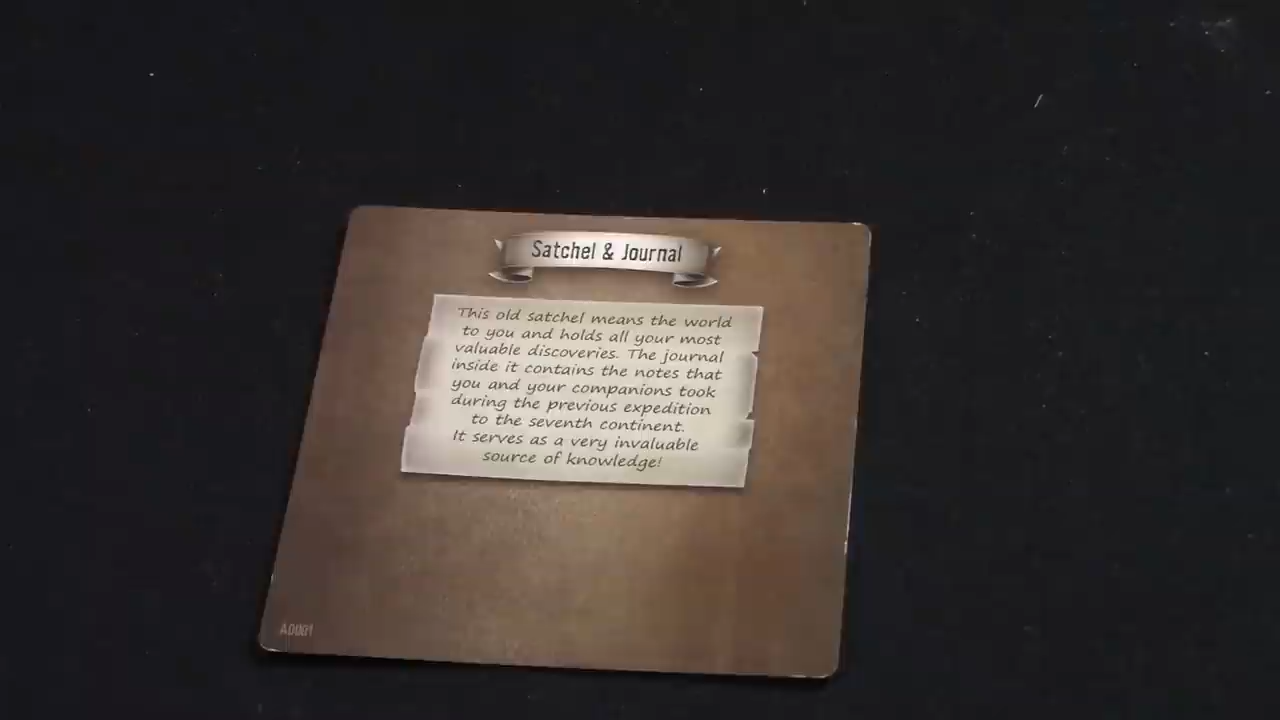 Satchel & Journal
This old satchel means the world
to you and holds all your most
valuable discoveries. The journal
inside it contains the notes that
you and your companions took
during the previous expedition
to the seventh continent.
It serves as a very invaluable
source of knowledge!
AD001